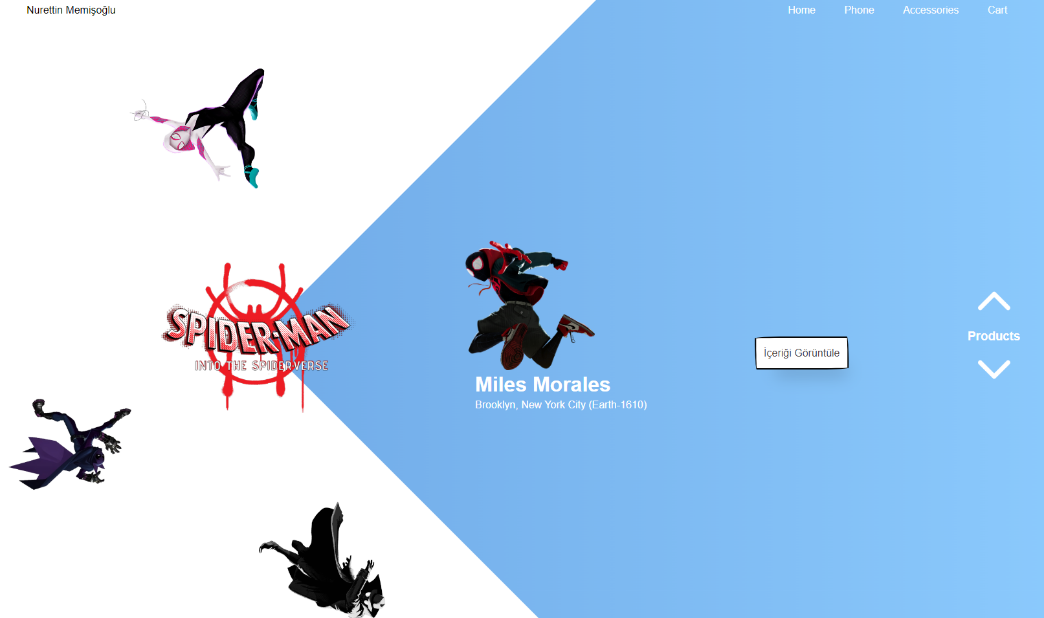 Nurettin Memişoğlu
Home Phone Accessories Cart
SPIDER-MAN
INTO THE SPIDERVERSE
Miles Morales
Brooklyn, New York City (Earth-1610)
İçeriği Görüntüle
Products